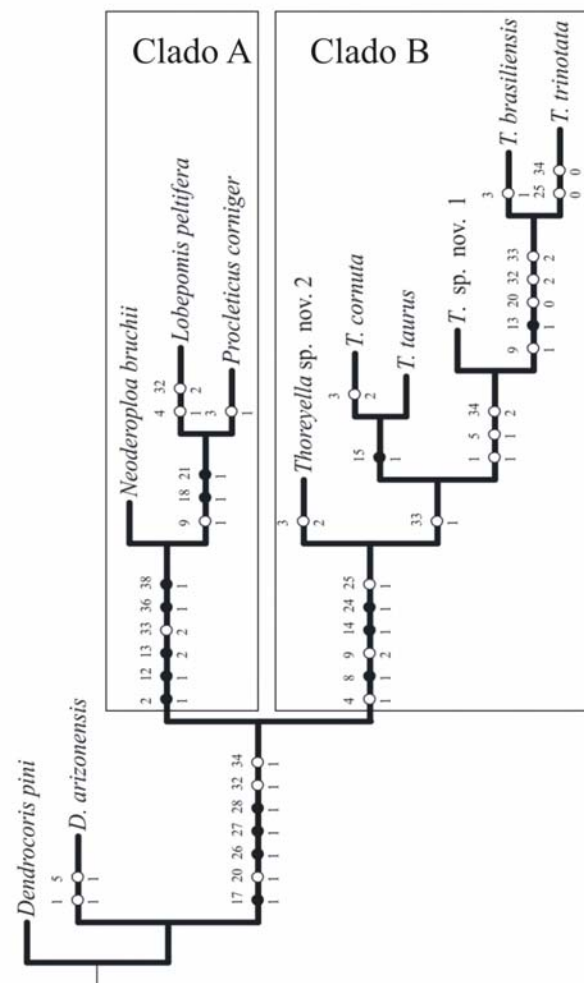 Clado A
Clado B
Neoderoploa bruchii
Lobepomis peltifera
Procleticus corniger
Thoreyella sp. nov. 2
T. cornuta
T. taurus
T. sp. nov. 1
T. brasiliensis
T. trinotata
Dendrocoris pini
D. arizonensis
2 12 13 33 36 38
1 1 2 2 1 1
9 18 21
1 1 1
4 32
1 2
3
1
4 8 9 14 24 25
1 1 2 1 1 1
3
2
33
1
15
1
3
2
1 5 34
1 1 2
9 13 20 32 33
1 1 0 2 2
3
1
25 34
0 0
17 20 26 27 28 32 34
1 1 1 1 1 1 1
1 5
1 1